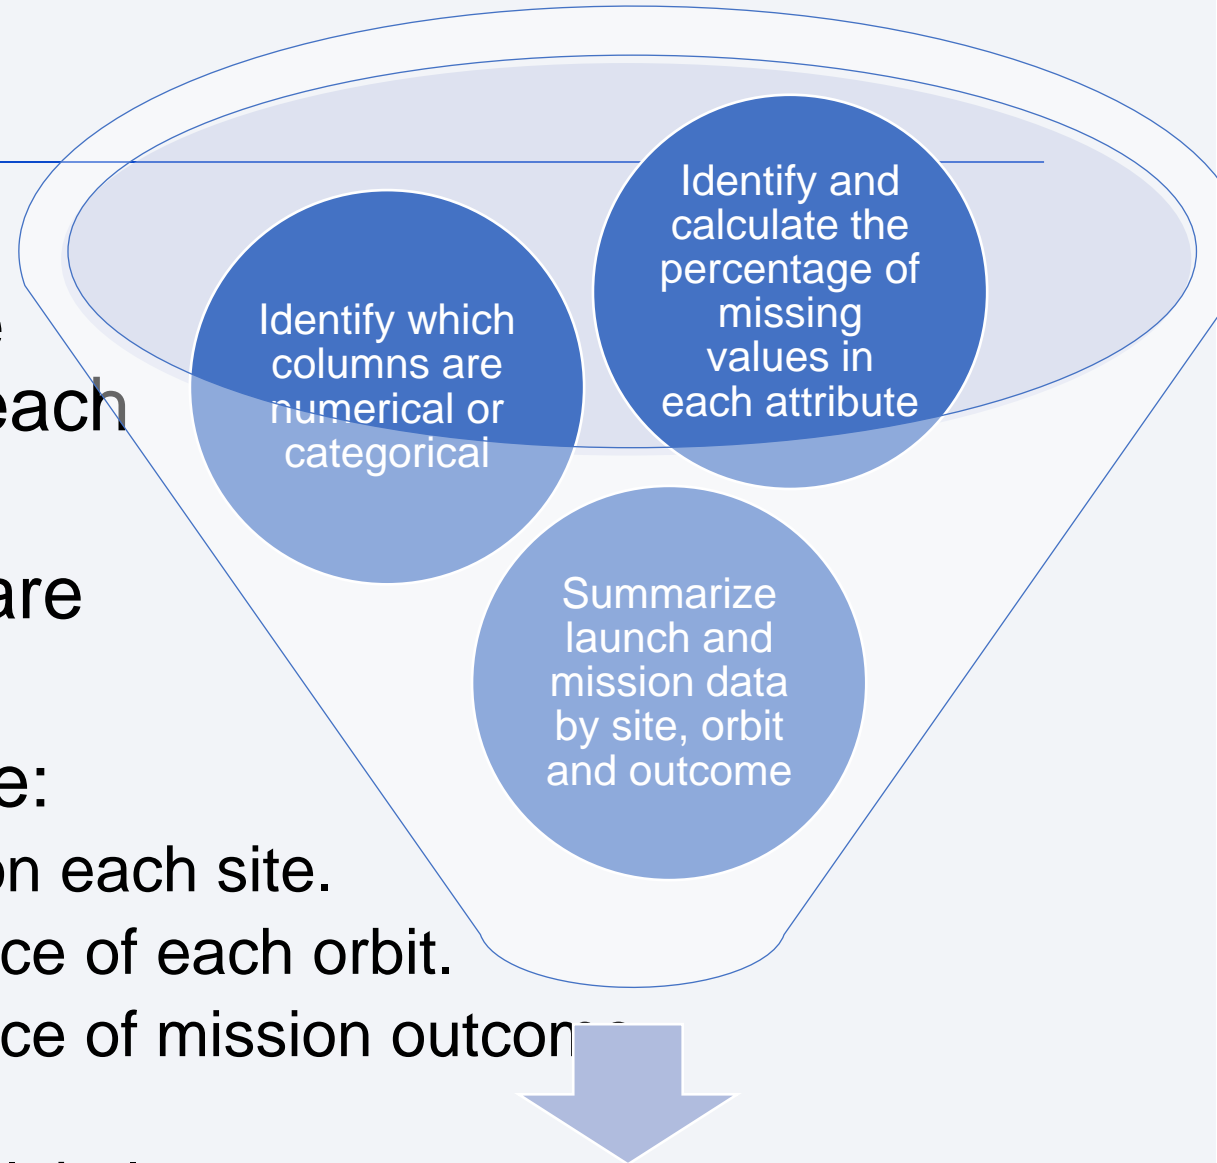 each
are
e:
on each site.
ce of each orbit.
ce of mission outcome
Identify which
columns are
numerical or
categorical
Identify and
calculate the
percentage of
missing
values in
each attribute
Summarize
launch and
mission data
by site, orbit
and outcome